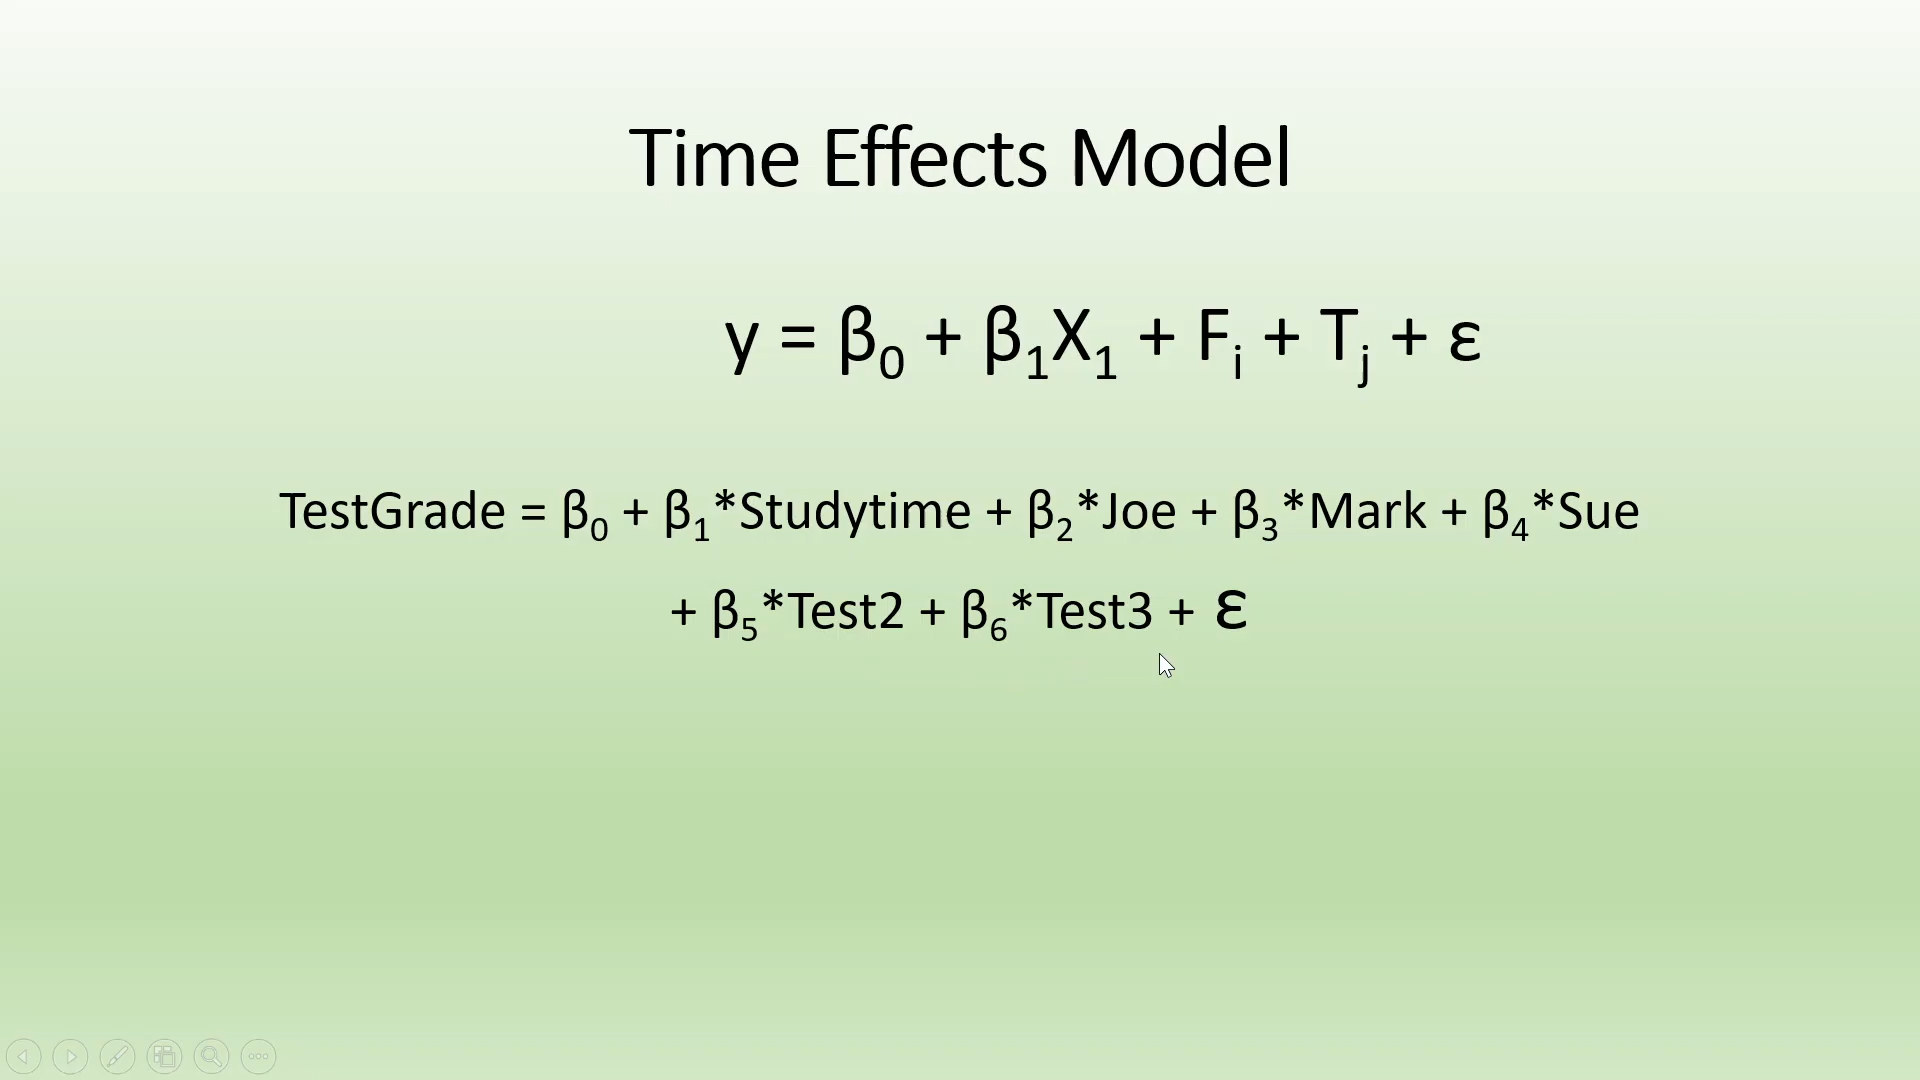 Time Effects Model
y = β₀ + β₁X₁ + Fᵢ + Tⱼ + ε
TestGrade = β₀ + β₁*Studytime + β₂*Joe + β₃*Mark + β₄*Sue
+ β₅*Test2 + β₆*Test3 + ε